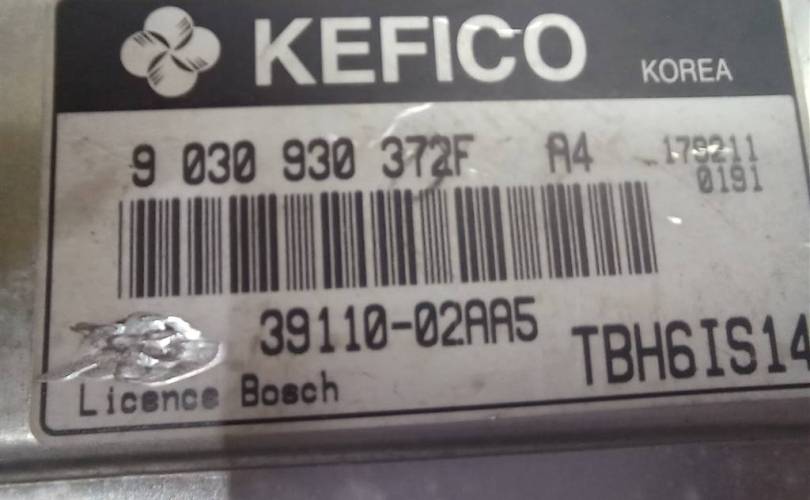 KEFICO KOREA
9 030 930 372F A4 179211
0191
39110-02AA5 TBH6IS14
Licence Bosch